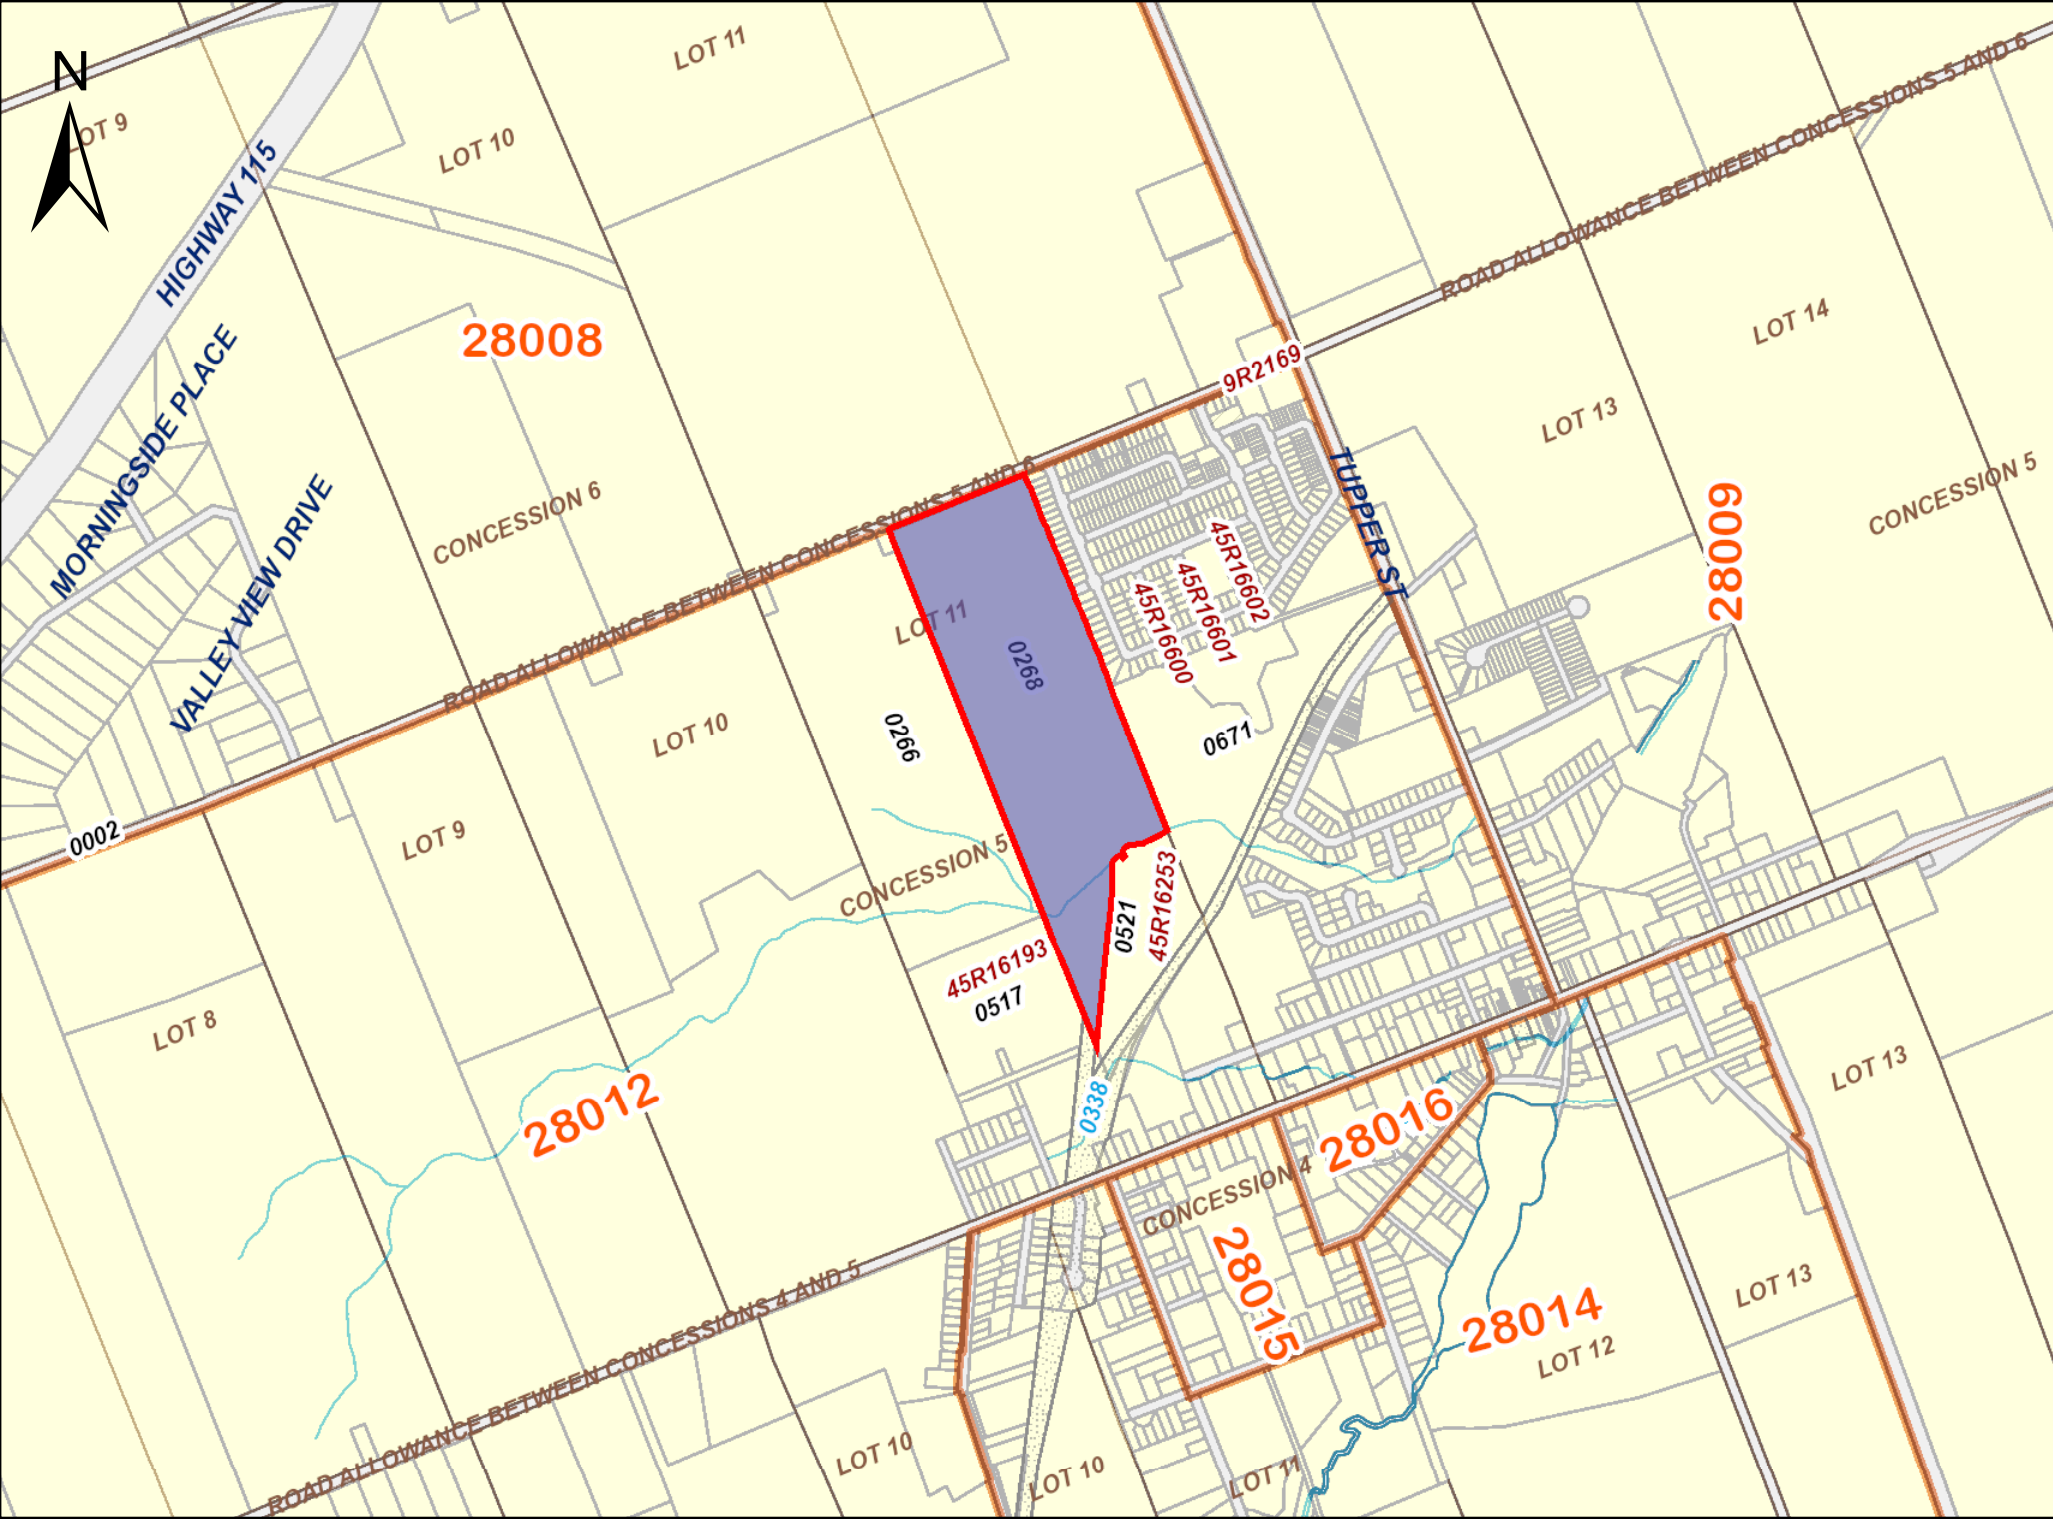 LOT 11
ROAD ALLOWANCE BETWEEN CONCESSIONS 5 AND 6
N
LOT 9
LOT 10
HIGHWAY 115
28008
LOT 14
MORNINGSIDE PLACE
9R2169
LOT 13
TUPPER ST
CONCESSION 5
28009
CONCESSION 6
ROAD ALLOWANCE BETWEEN CONCESSIONS 5 AND 6
VALLEY VIEW DRIVE
45R16602
45R16601
45R16600
LOT 11
0268
LOT 10
0266
0671
0002
LOT 9
CONCESSION 5
45R16253
0521
45R16193
0517
LOT 8
28012
0338
28016
LOT 13
CONCESSION 4
28015
28014
LOT 13
LOT 12
ROAD ALLOWANCE BETWEEN CONCESSIONS 4 AND 5
LOT 10
LOT 10
LOT 11